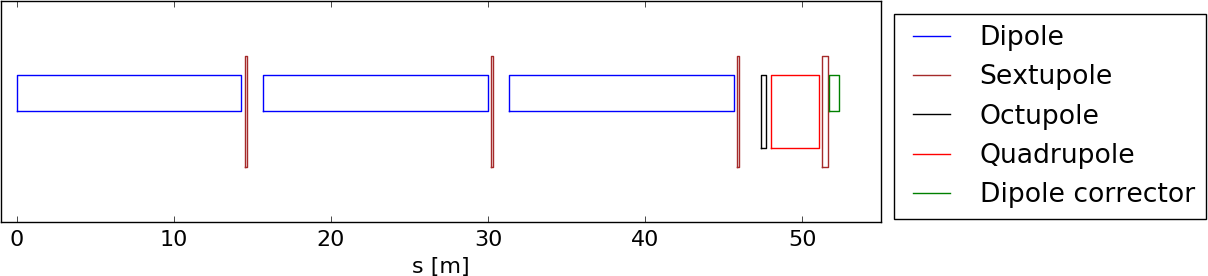 Dipole
Sextupole
Octupole
Quadrupole
Dipole corrector
0 10 20 30 40 50
s [m]